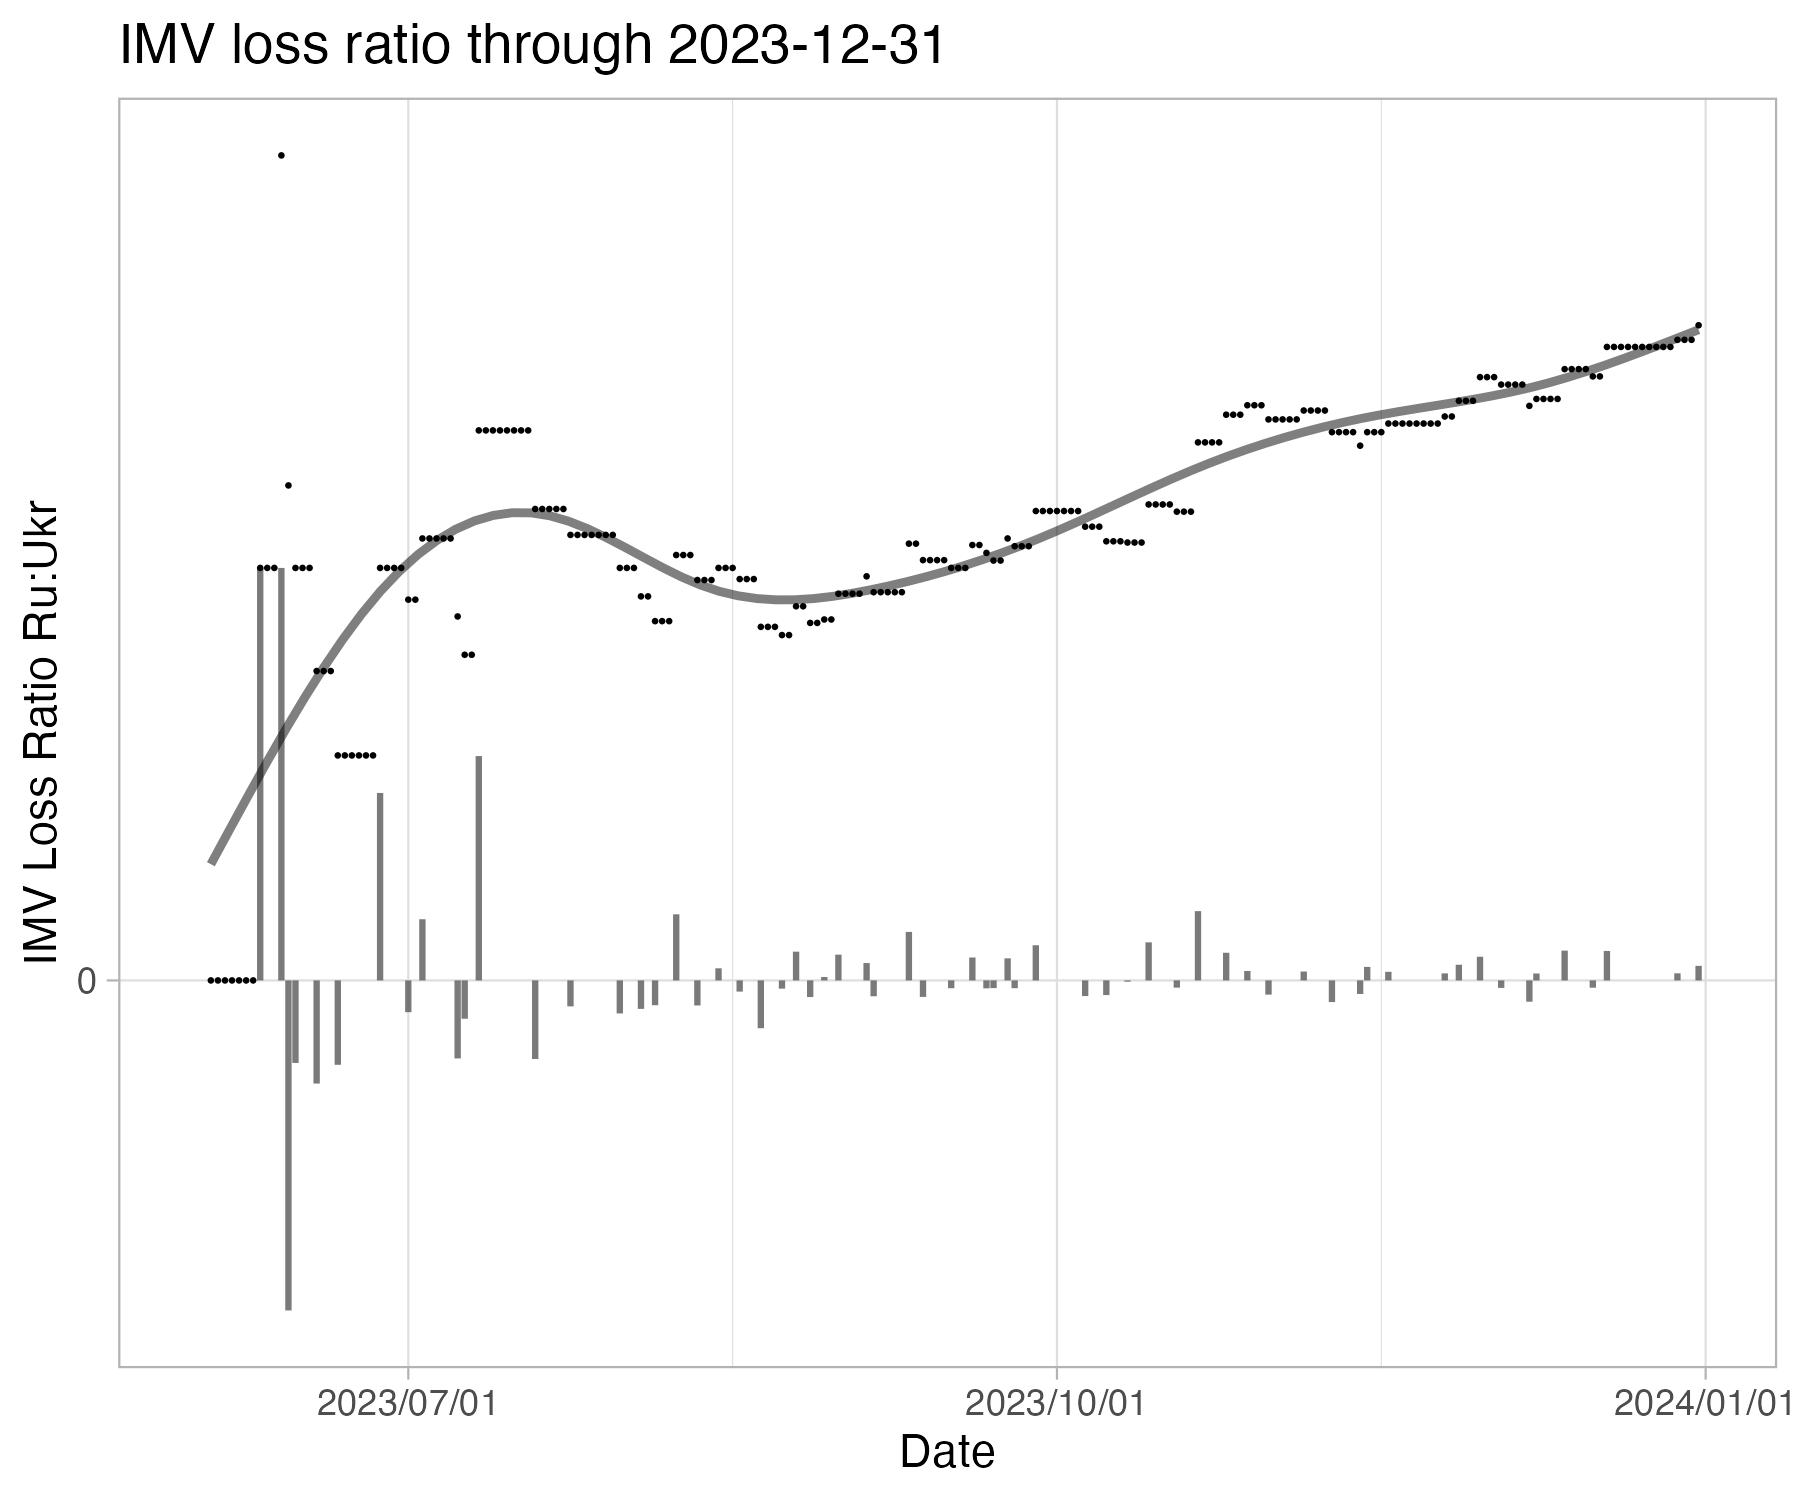 IMV loss ratio through 2023-12-31
IMV Loss Ratio Ru:Ukr
0
2023/07/01
2023/10/01
2024/01/01
Date